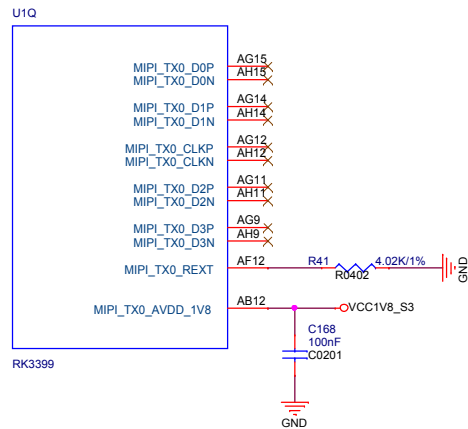 U1Q
MIPI_TX0_D0P AG15
MIPI_TX0_D0N AH15
MIPI_TX0_D1P AG14
MIPI_TX0_D1N AH14
MIPI_TX0_CLKP AG12
MIPI_TX0_CLKN AH12
MIPI_TX0_D2P AG11
MIPI_TX0_D2N AH11
MIPI_TX0_D3P AG9
MIPI_TX0_D3N AH9
MIPI_TX0_REXT AF12 R41 4.02K/1%
R0402
GND
MIPI_TX0_AVDD_1V8 AB12 VCC1V8_S3
C168
100nF
C0201
RK3399
GND